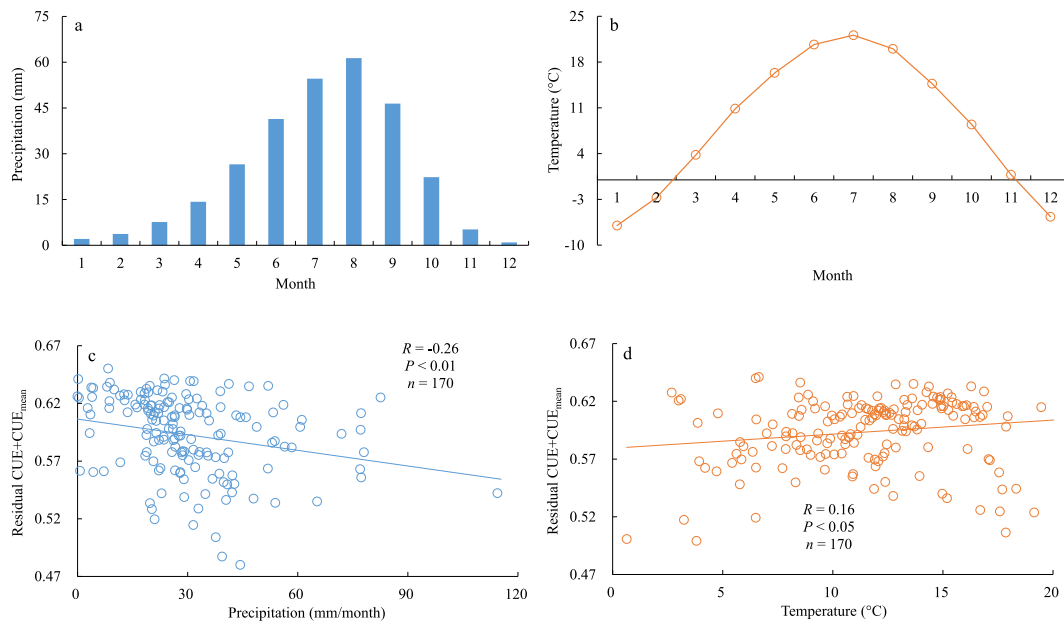 a
75
60
45
30
15
0
Precipitation (mm)
1 2 3 4 5 6 7 8 9 10 11 12
Month
b
25
18
11
4
-3
-10
Temperature (°C)
1 2 3 4 5 6 7 8 9 10 11 12
Month
c
0.67
0.62
0.57
0.52
0.47
Residual CUE+CUEmean
R = -0.26
P < 0.01
n = 170
0 30 60 90 120
Precipitation (mm/month)
d
0.67
0.62
0.57
0.52
0.47
Residual CUE+CUEmean
R = 0.16
P < 0.05
n = 170
0 5 10 15 20
Temperature (°C)